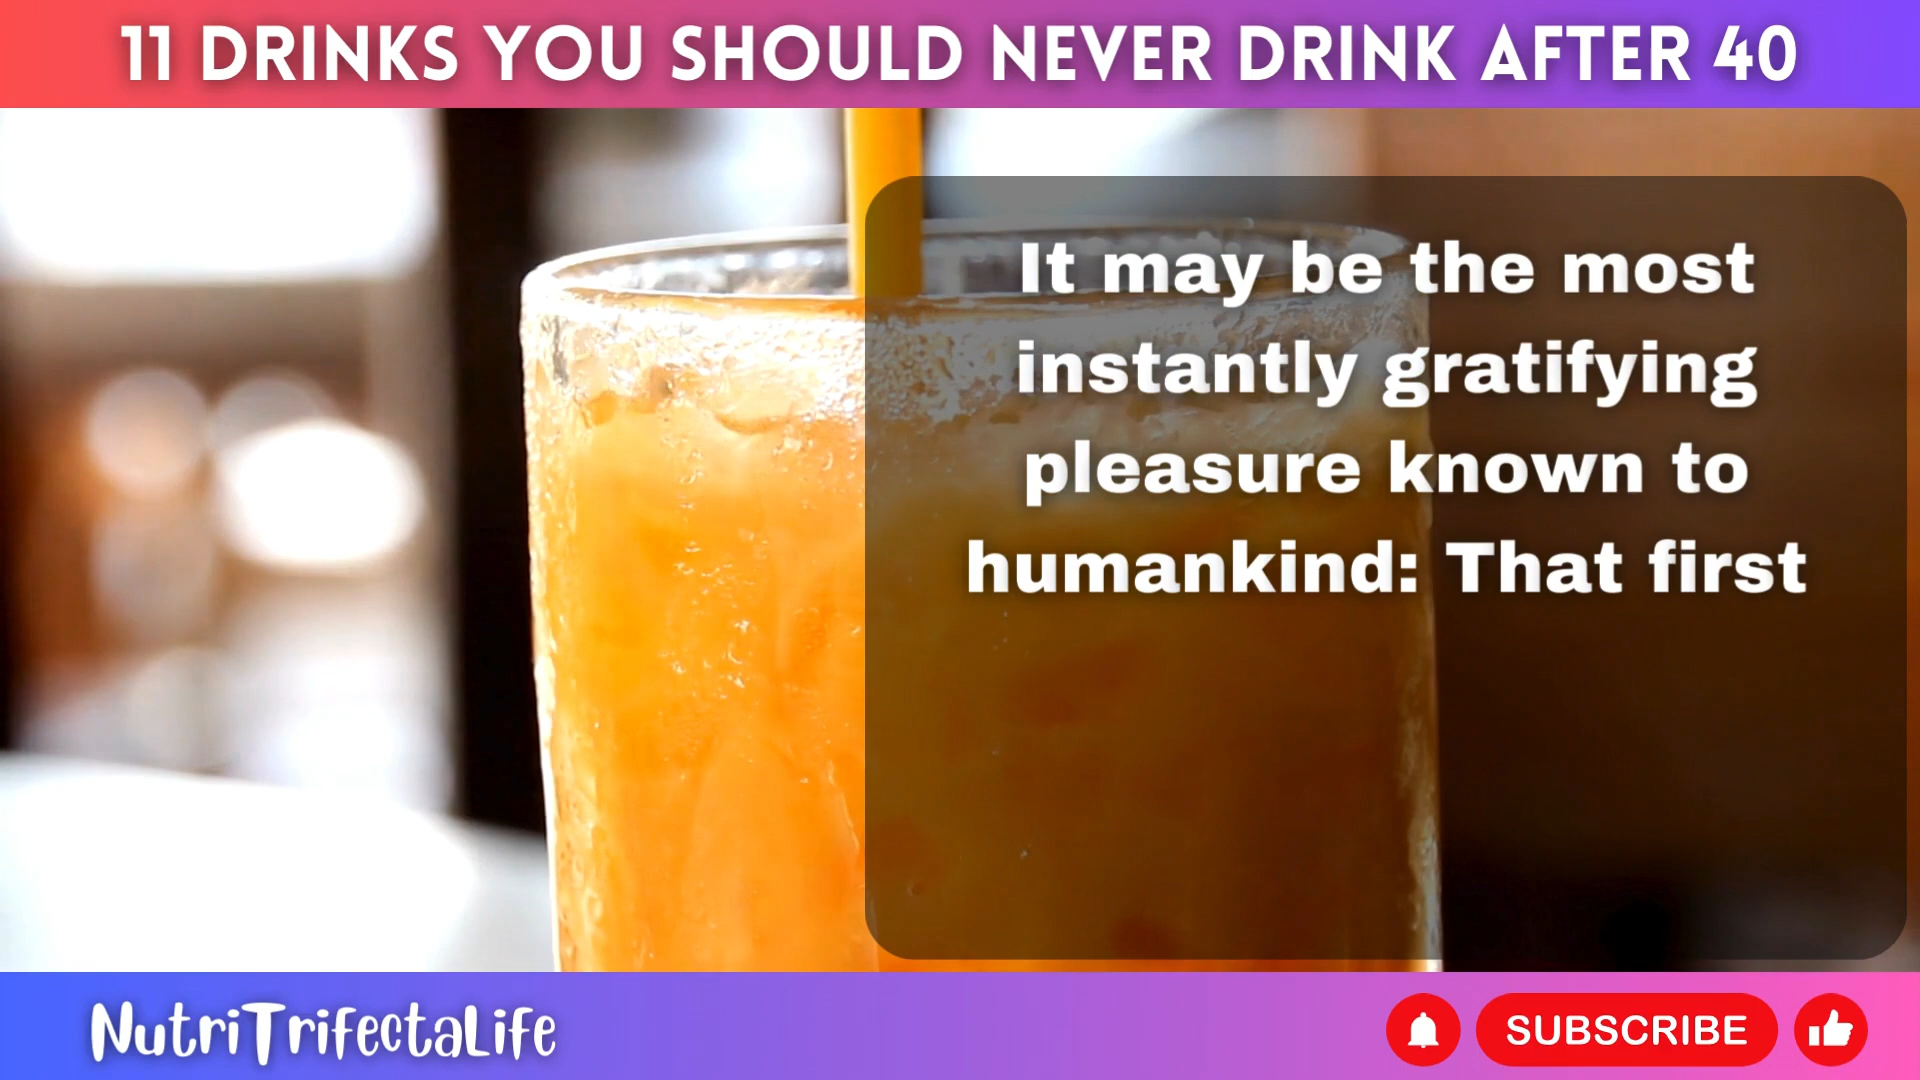 11 DRINKS YOU SHOULD NEVER DRINK AFTER 40
It may be the most
instantly gratifying
pleasure known to
humankind: That first
NutriTrifectaLife
SUBSCRIBE